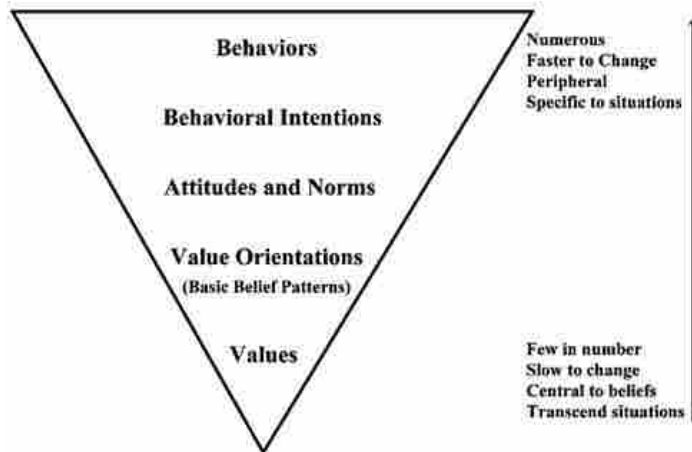 Behaviors
Numerous
Faster to Change
Peripheral
Specific to situations
Behavioral Intentions
Attitudes and Norms
Value Orientations
(Basic Belief Patterns)
Values
Few in number
Slow to change
Central to beliefs
Transcend situations